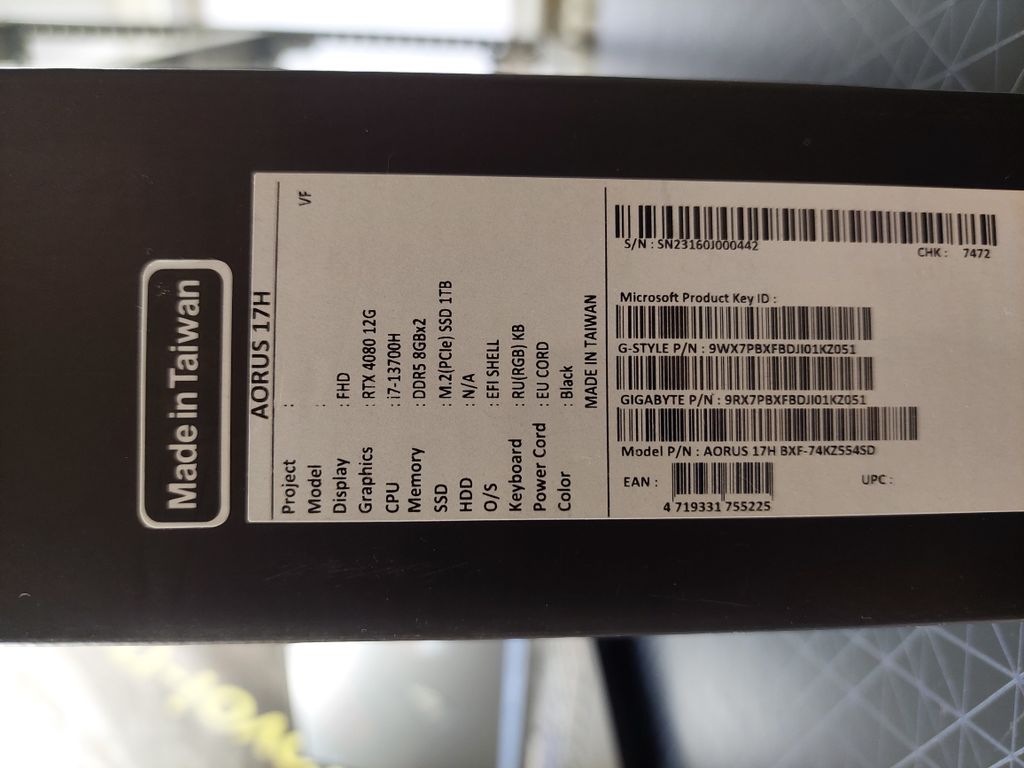 Made in Taiwan
AORUS 17H
Project :
VF
Model :
Display : FHD
Graphics : RTX 4080 12G
CPU : i7-13700H
Memory : DDR5 8GBx2
SSD : M.2(PCIe) SSD 1TB
HDD : N/A
O/S : EFI SHELL
Keyboard : RU(RGB) KB
Power Cord : EU CORD
Color : Black
MADE IN TAIWAN
S/N : SN23160J000442
CHK : 7472
Microsoft Product Key ID :
G-STYLE P/N : 9WX7PBXFBDJI01KZ051
GIGABYTE P/N : 9RX7PBXFBDJI01KZ051
Model P/N : AORUS 17H BXF-74KZ554SD
EAN :
UPC :
4 719331 755225